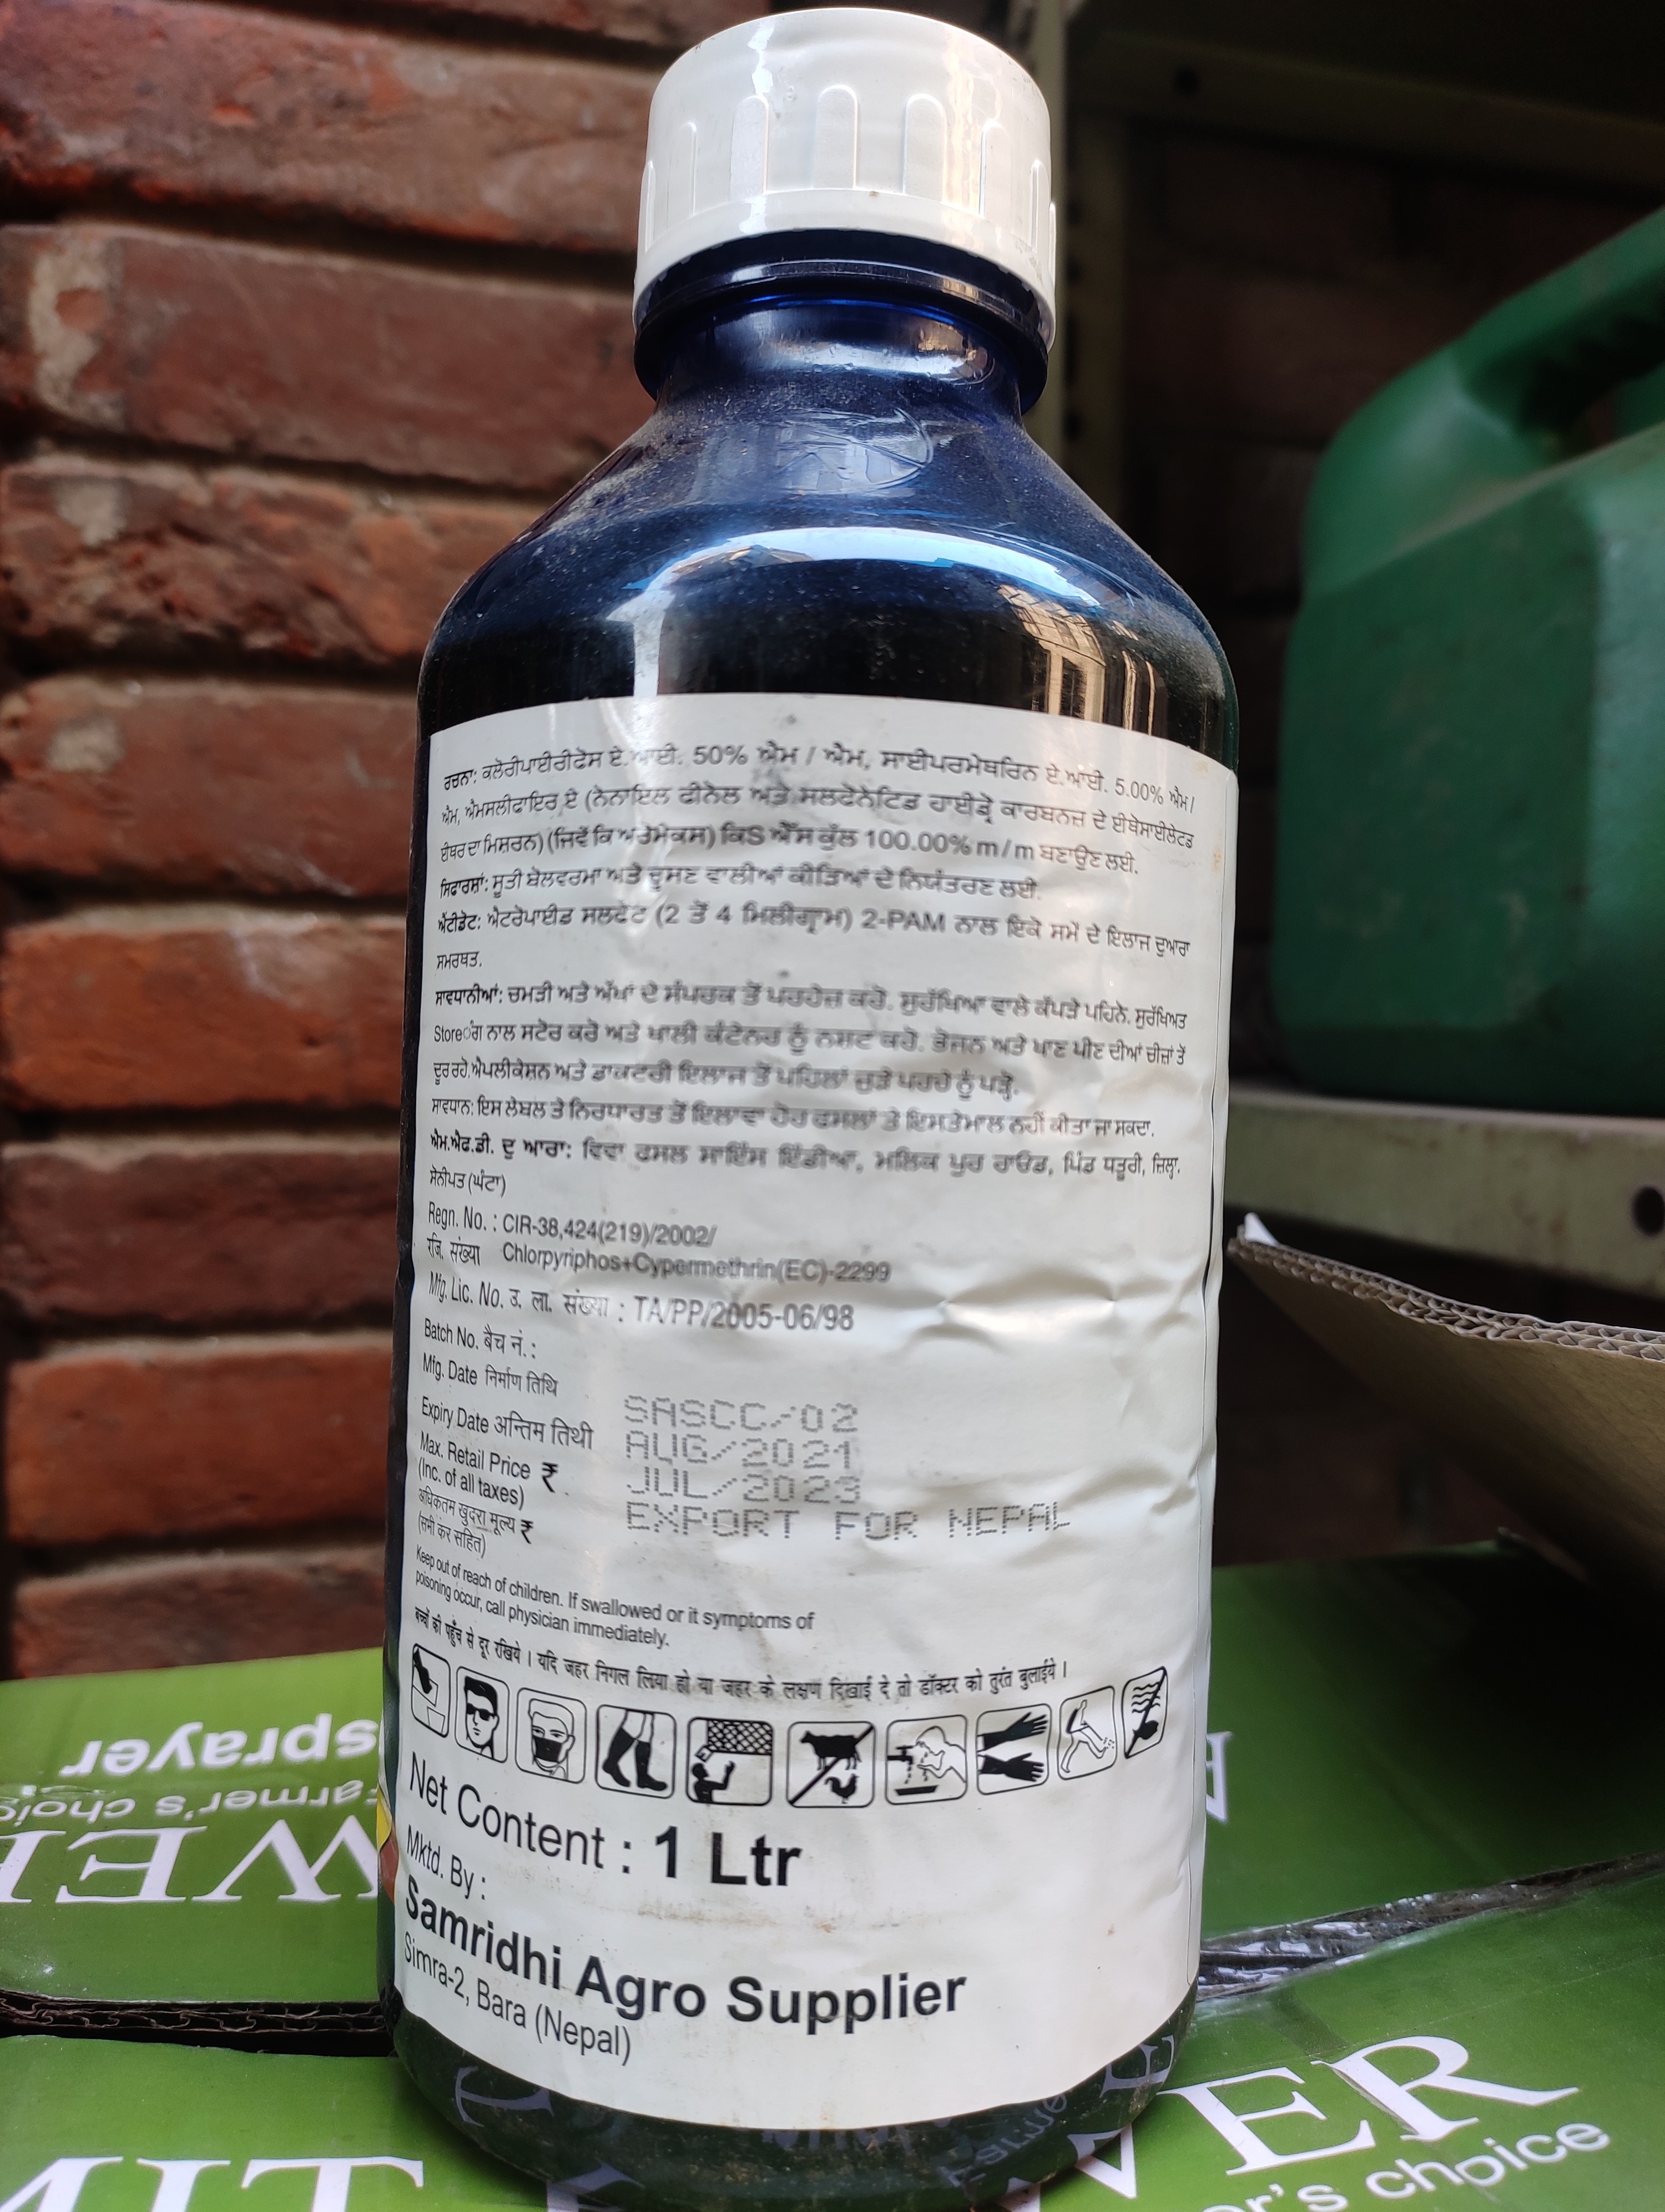 ਰਚਨਾ: ਕਲੋਰੀਪਾਈਰੀਫੋਸ ਏ.ਆਈ. 50% ਐਮ / ਐਮ, ਸਾਈਪਰਮੇਥਰਿਨ ਏ.ਆਈ. 5.00% ਐਮ/
ਐਮ, ਐਮਸਲੀਫਾਇਰ ਏ (ਨੋਨਾਇਲ ਫੀਨੋਲ ਅਤੇ ਸਲਫੋਨੇਟਿਡ ਹਾਈਡ੍ਰੋ ਕਾਰਬਨਜ਼ ਦੇ ਈਥੋਸਾਈਲੇਟਡ
ਈਥਰ ਦਾ ਮਿਸ਼ਰਨ) (ਜਿਵੇਂ ਕਿ ਅਰੋਮੇਕਸ) ਕਿS ਐੱਸ ਕੁੱਲ 100.00% m/m ਬਣਾਉਣ ਲਈ.
ਸਿਫਾਰਸ਼ਾਂ: ਸੂਤੀ ਬੋਲਵਰਮਾ ਅਤੇ ਚੂਸਣ ਵਾਲੀਆਂ ਕੀੜਿਆਂ ਦੇ ਨਿਯੰਤਰਣ ਲਈ.
ਐਂਟੀਡੋਟ: ਐਟਰੋਪਾਈਡ ਸਲਫੇਟ (2 ਤੋਂ 4 ਮਿਲੀਗ੍ਰਾਮ) 2-PAM ਨਾਲ ਇਕੋ ਸਮੇਂ ਦੇ ਇਲਾਜ ਦੁਆਰਾ
ਸਮਰਥਤ.
ਸਾਵਧਾਨੀਆਂ: ਚਮੜੀ ਅਤੇ ਅੱਖਾਂ ਦੇ ਸੰਪਰਕ ਤੋਂ ਪਰਹੇਜ਼ ਕਰੋ. ਸੁਰੱਖਿਆ ਵਾਲੇ ਕੱਪੜੇ ਪਹਿਨੋ. ਸੁਰੱਖਿਅਤ
Storeੰਗ ਨਾਲ ਸਟੋਰ ਕਰੋ ਅਤੇ ਖਾਲੀ ਕੰਟੇਨਰ ਨੂੰ ਨਸ਼ਟ ਕਰੋ. ਭੋਜਨ ਅਤੇ ਖਾਣ ਪੀਣ ਦੀਆਂ ਚੀਜ਼ਾਂ ਤੋਂ
ਦੂਰ ਰਹੋ. ਐਪਲੀਕੇਸ਼ਨ ਅਤੇ ਡਾਕਟਰੀ ਇਲਾਜ ਤੋਂ ਪਹਿਲਾਂ ਜੁੜੇ ਪਰਚੇ ਨੂੰ ਪੜ੍ਹੋ.
ਸਾਵਧਾਨ: ਇਸ ਲੇਬਲ ਤੇ ਨਿਰਧਾਰਤ ਤੋਂ ਇਲਾਵਾ ਹੋਰ ਫਸਲਾਂ ਤੇ ਇਸਤੇਮਾਲ ਨਹੀਂ ਕੀਤਾ ਜਾ ਸਕਦਾ.
ਐਮ.ਐਫ.ਡੀ. ਦੁ ਆਰਾ: ਵਿਵਾ ਫਸਲ ਸਾਇੰਸ ਇੰਡੀਆ, ਮਲਿਕ ਪੁਰ ਰਾਓਡ, ਪਿੰਡ ਧਤੂਰੀ, ਜ਼ਿਲ੍ਹਾ.
ਸੋਨੀਪਤ (ਘੰਟਾ)
Regn. No. : CIR-38,424(219)/2002/
रजि. संख्या Chlorpyriphos+Cypermethrin(EC)-2299
Mfg. Lic. No. उ. ला. संख्या : TA/PP/2005-06/98
Batch No. बैच नं. : SASCC/02
Mfg. Date निर्माण तिथि AUG/2021
Expiry Date अन्तिम तिथी JUL/2023
Max. Retail Price ₹ EXPORT FOR NEPAL
(Inc. of all taxes)
अधिकतम खुदरा मूल्य ₹
(सभी कर सहित)
Keep out of reach of children. If swallowed or it symptoms of
poisoning occur, call physician immediately.
बच्चों की पहुँच से दूर रखिये । यदि जहर निगल लिया हो या जहर के लक्षण दिखाई दे तो डॉक्टर को तुरंत बुलाईये ।
Net Content : 1 Ltr
Mktd. By :
Samridhi Agro Supplier
Simra-2, Bara (Nepal)
sprayer
farmer's choice